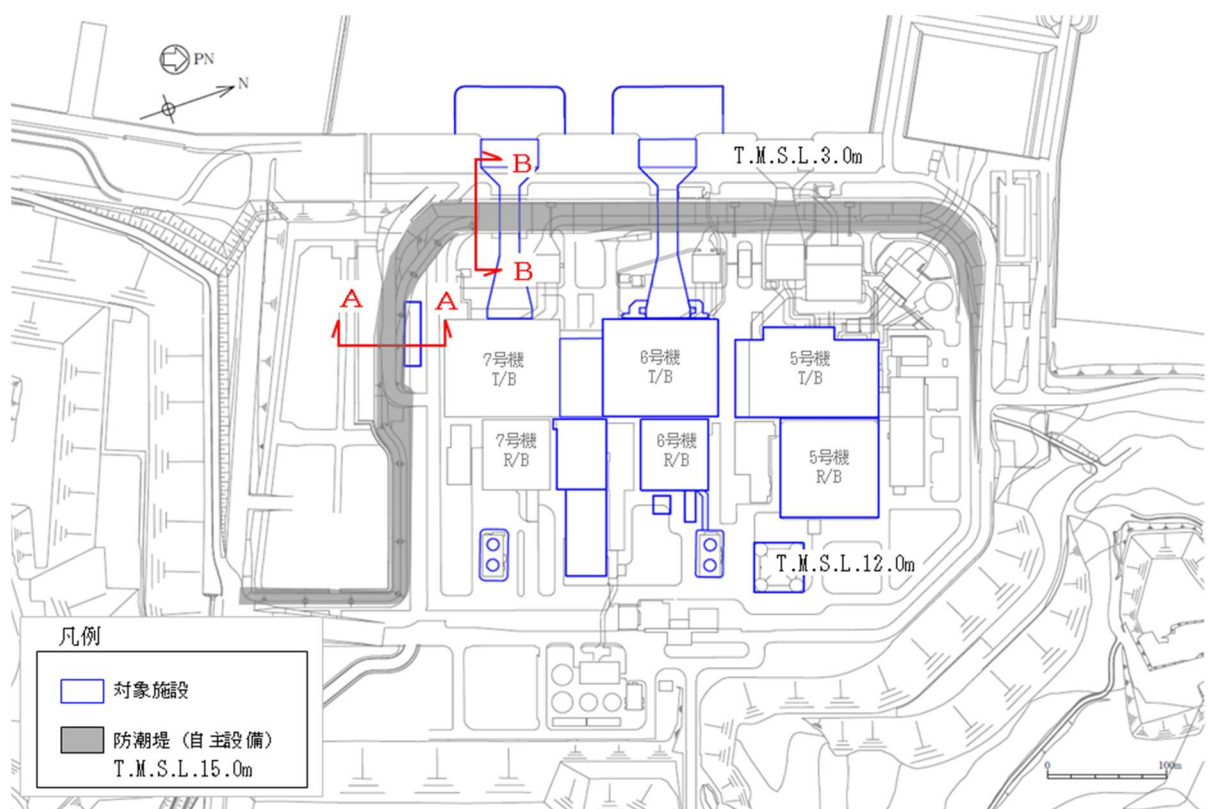 PN
N
T.M.S.L.3.0m
B
B
A
A
7号機
T/B
6号機
T/B
5号機
T/B
7号機
R/B
6号機
R/B
5号機
R/B
T.M.S.L.12.0m
凡例
対象施設
防潮堤（自主設備）
T.M.S.L.15.0m
0
100m